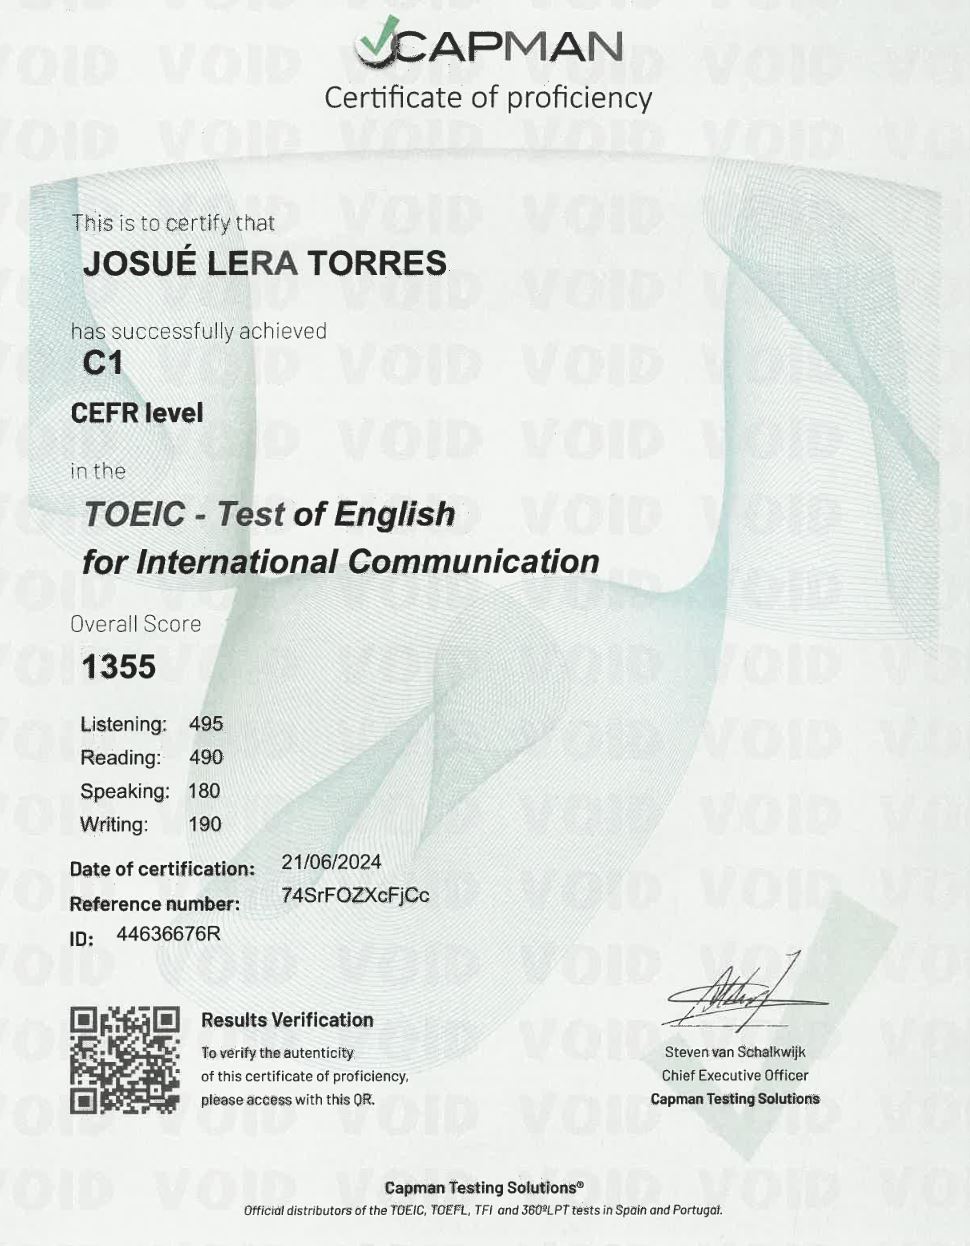 CAPMAN
Certificate of proficiency
This is to certify that
JOSUÉ LERA TORRES
has successfully achieved
C1
CEFR level
in the
TOEIC - Test of English
for International Communication
Overall Score
1355
Listening: 495
Reading: 490
Speaking: 180
Writing: 190
Date of certification: 21/06/2024
Reference number: 74SrFOZXcFjCc
ID: 44636676R
Results Verification
To verify the autenticity
of this certificate of proficiency,
please access with this QR.
Steven van Schalkwijk
Chief Executive Officer
Capman Testing Solutions
Capman Testing Solutions®
Official distributors of the TOEIC, TOEFL, TFI and 360ºLPT tests in Spain and Portugal.